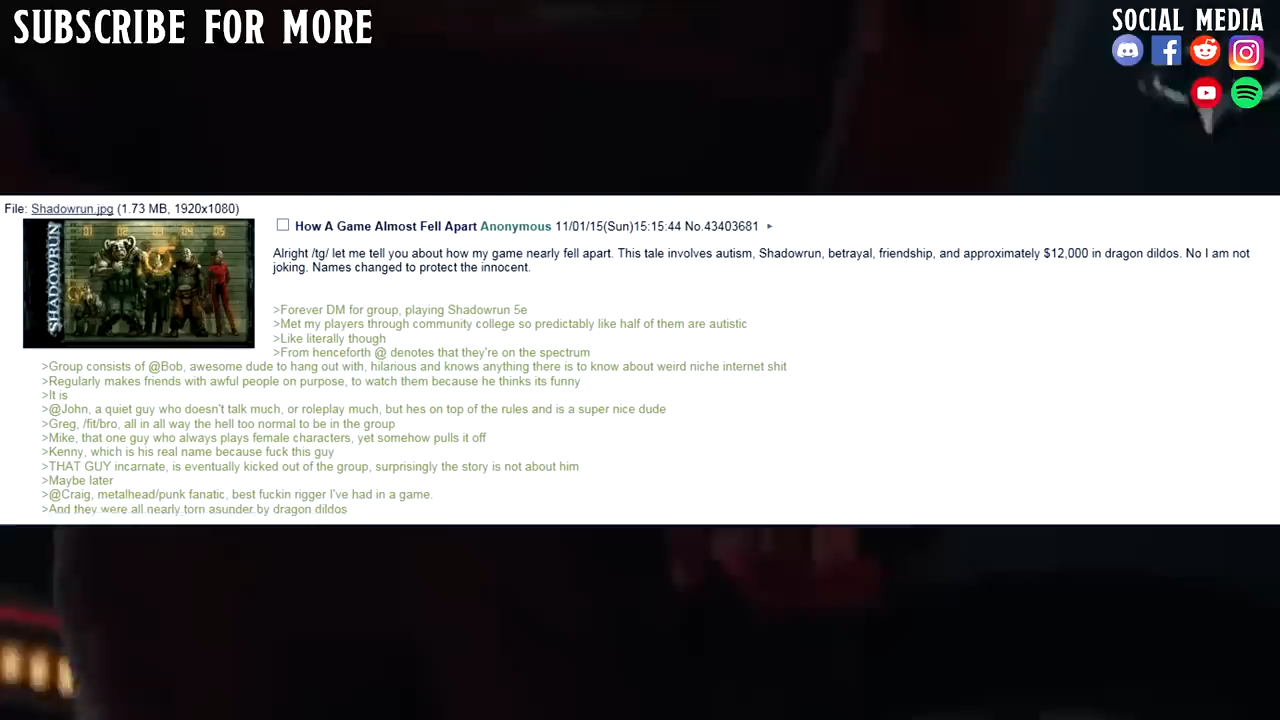 SUBSCRIBE FOR MORE
SOCIAL MEDIA
File: Shadowrun.jpg (1.73 MB, 1920x1080)
How A Game Almost Fell Apart Anonymous 11/01/15(Sun)15:15:44 No.43403681
SHADOWRUN
01 02 03 04 05
Alright /tg/ let me tell you about how my game nearly fell apart. This tale involves autism, Shadowrun, betrayal, friendship, and approximately $12,000 in dragon dildos. No I am not
joking. Names changed to protect the innocent.
>Forever DM for group, playing Shadowrun 5e
>Met my players through community college so predictably like half of them are autistic
>Like literally though
>From henceforth @ denotes that they're on the spectrum
>Group consists of @Bob, awesome dude to hang out with, hilarious and knows anything there is to know about weird niche internet shit
>Regularly makes friends with awful people on purpose, to watch them because he thinks its funny
>It is
>@John, a quiet guy who doesn't talk much, or roleplay much, but hes on top of the rules and is a super nice dude
>Greg, /fit/bro, all in all way the hell too normal to be in the group
>Mike, that one guy who always plays female characters, yet somehow pulls it off
>Kenny, which is his real name because fuck this guy
>THAT GUY incarnate, is eventually kicked out of the group, surprisingly the story is not about him
>Maybe later
>@Craig, metalhead/punk fanatic, best fuckin rigger I've had in a game.
>And they were all nearly torn asunder by dragon dildos